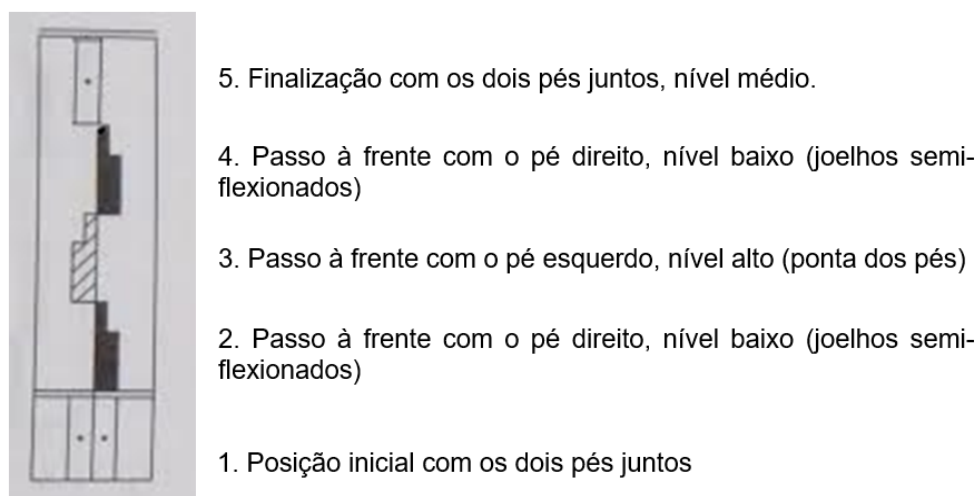 5. Finalização com os dois pés juntos, nível médio.
4. Passo à frente com o pé direito, nível baixo (joelhos semi-
flexionados)
3. Passo à frente com o pé esquerdo, nível alto (ponta dos pés)
2. Passo à frente com o pé direito, nível baixo (joelhos semi-
flexionados)
1. Posição inicial com os dois pés juntos